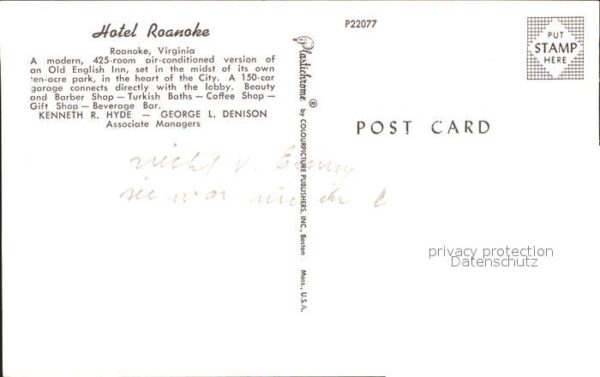 Hotel Roanoke
Roanoke, Virginia
A modern, 425-room air-conditioned version of
an Old English Inn, set in the midst of its own
ten-acre park, in the heart of the City. A 150-car
garage connects directly with the lobby. Beauty
and Barber Shop — Turkish Baths — Coffee Shop —
Gift Shop — Beverage Bar.
KENNETH R. HYDE — GEORGE L. DENISON
Associate Managers
Plastichrome ® by COLOURPICTURE PUBLISHERS, INC., Boston, Mass., U.S.A.
P22077
PUT
STAMP
HERE
POST CARD
nicht v.
sie war
privacy protection
Datenschutz